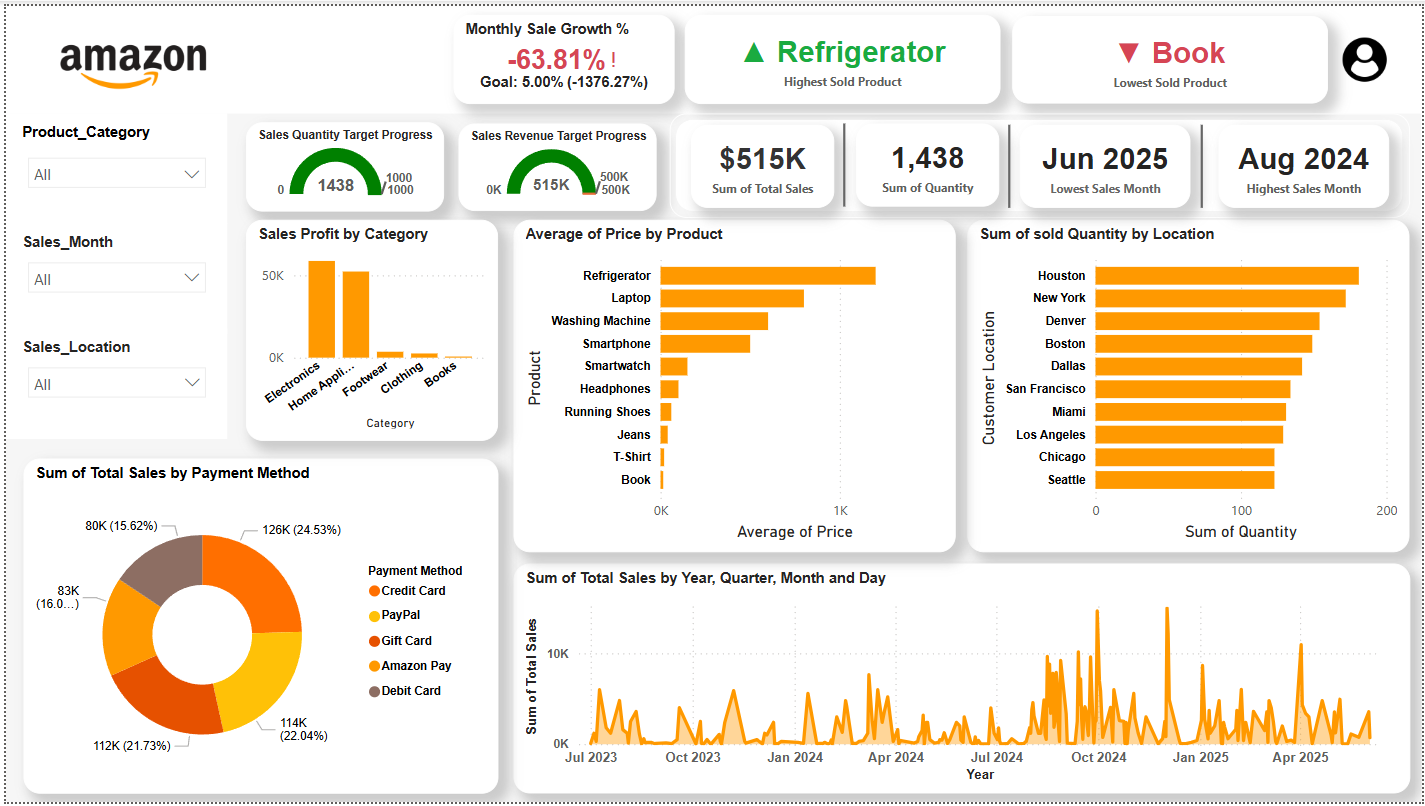 amazon
Monthly Sale Growth %
-63.81% !
Goal: 5.00% (-1376.27%)
▲ Refrigerator
Highest Sold Product
▼ Book
Lowest Sold Product
Product_Category
All
Sales_Month
All
Sales_Location
All
Sales Quantity Target Progress
0
1438
/1000
1000
Sales Revenue Target Progress
0K
515K
/500K
500K
$515K
Sum of Total Sales
1,438
Sum of Quantity
Jun 2025
Lowest Sales Month
Aug 2024
Highest Sales Month
Sales Profit by Category
50K
0K
Electronics
Home Appli...
Footwear
Clothing
Books
Category
Average of Price by Product
Product
Refrigerator
Laptop
Washing Machine
Smartphone
Smartwatch
Headphones
Running Shoes
Jeans
T-Shirt
Book
0K
1K
Average of Price
Sum of sold Quantity by Location
Customer Location
Houston
New York
Denver
Boston
Dallas
San Francisco
Miami
Los Angeles
Chicago
Seattle
0
100
200
Sum of Quantity
Sum of Total Sales by Payment Method
80K (15.62%)
126K (24.53%)
83K
(16.0...)
112K (21.73%)
114K
(22.04%)
Payment Method
Credit Card
PayPal
Gift Card
Amazon Pay
Debit Card
Sum of Total Sales by Year, Quarter, Month and Day
Sum of Total Sales
10K
0K
Jul 2023
Oct 2023
Jan 2024
Apr 2024
Jul 2024
Oct 2024
Jan 2025
Apr 2025
Year